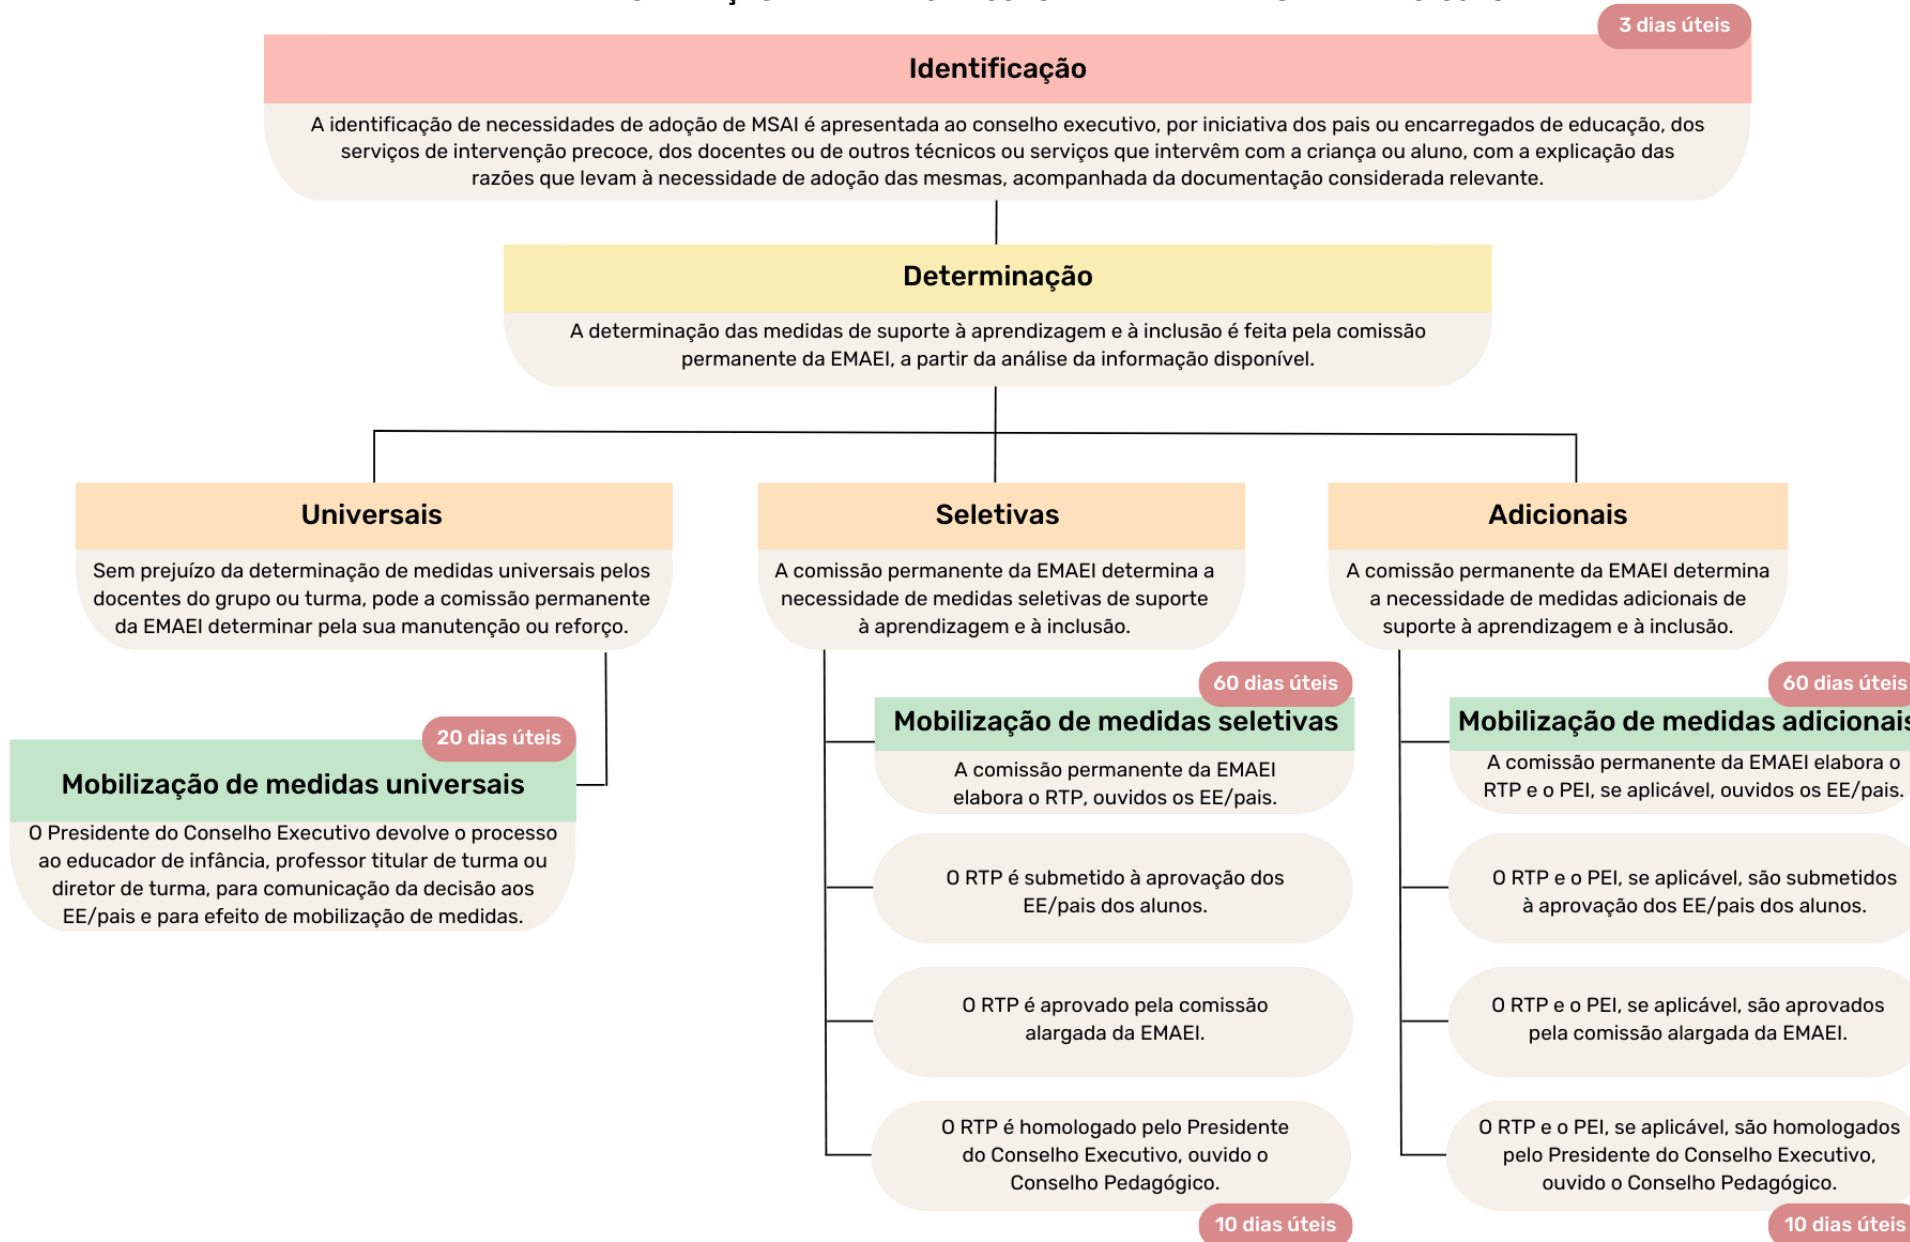 3 dias úteis
Identificação
A identificação de necessidades de adoção de MSAI é apresentada ao conselho executivo, por iniciativa dos pais ou encarregados de educação, dos
serviços de intervenção precoce, dos docentes ou de outros técnicos ou serviços que intervêm com a criança ou aluno, com a explicação das
razões que levam à necessidade de adoção das mesmas, acompanhada da documentação considerada relevante.
Determinação
A determinação das medidas de suporte à aprendizagem e à inclusão é feita pela comissão
permanente da EMAEI, a partir da análise da informação disponível.
Universais
Sem prejuízo da determinação de medidas universais pelos
docentes do grupo ou turma, pode a comissão permanente
da EMAEI determinar pela sua manutenção ou reforço.
20 dias úteis
Mobilização de medidas universais
O Presidente do Conselho Executivo devolve o processo
ao educador de infância, professor titular de turma ou
diretor de turma, para comunicação da decisão aos
EE/pais e para efeito de mobilização de medidas.
Seletivas
A comissão permanente da EMAEI determina a
necessidade de medidas seletivas de suporte
à aprendizagem e à inclusão.
60 dias úteis
Mobilização de medidas seletivas
A comissão permanente da EMAEI
elabora o RTP, ouvidos os EE/pais.
O RTP é submetido à aprovação dos
EE/pais dos alunos.
O RTP é aprovado pela comissão
alargada da EMAEI.
O RTP é homologado pelo Presidente
do Conselho Executivo, ouvido o
Conselho Pedagógico.
10 dias úteis
Adicionais
A comissão permanente da EMAEI determina
a necessidade de medidas adicionais de
suporte à aprendizagem e à inclusão.
60 dias úteis
Mobilização de medidas adicionais
A comissão permanente da EMAEI elabora o
RTP e o PEI, se aplicável, ouvidos os EE/pais.
O RTP e o PEI, se aplicável, são submetidos
à aprovação dos EE/pais dos alunos.
O RTP e o PEI, se aplicável, são aprovados
pela comissão alargada da EMAEI.
O RTP e o PEI, se aplicável, são homologados
pelo Presidente do Conselho Executivo,
ouvido o Conselho Pedagógico.
10 dias úteis